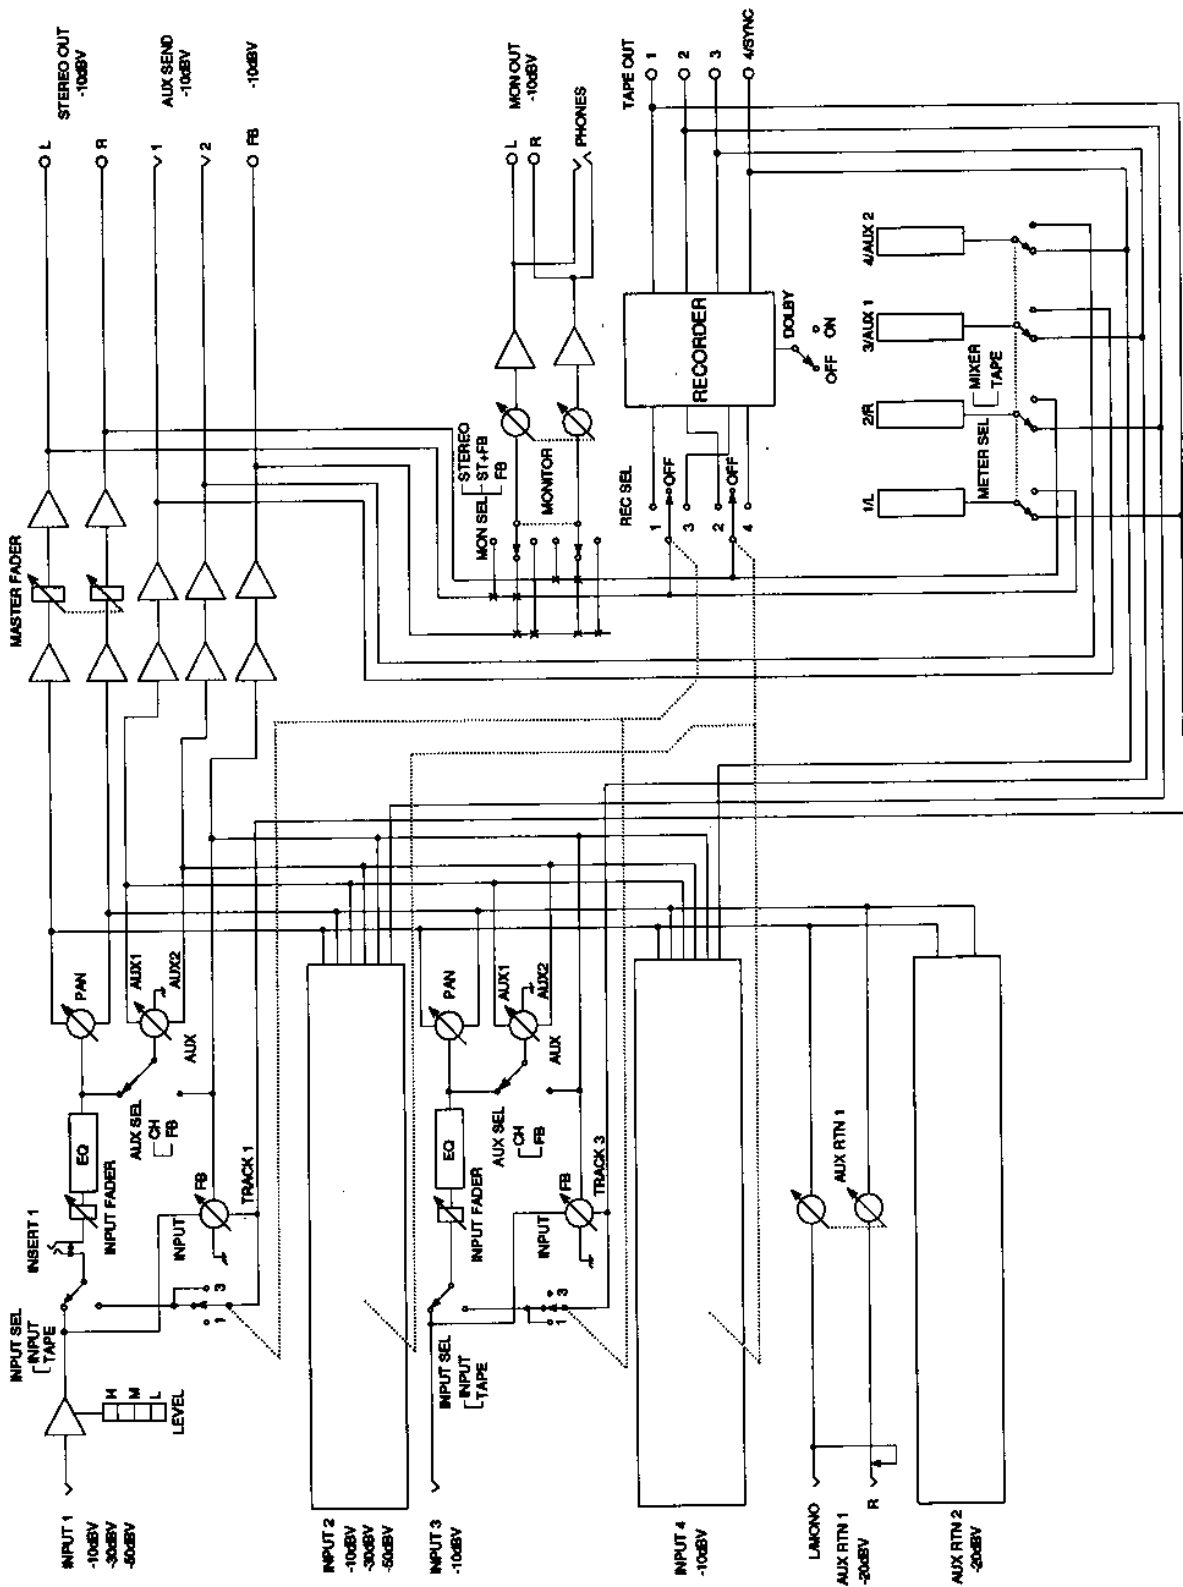 INPUT 1
-10dBV
-30dBV
-50dBV
LEVEL
H
M
L
INPUT SEL
INPUT
TAPE
INSERT 1
INPUT FADER
EQ
AUX SEL
CH
FB
PAN
AUX1
AUX2
AUX
INPUT
FB
TRACK 1
1
3
MASTER FADER
L
R
STEREO OUT
-10dBV
1
2
AUX SEND
-10dBV
FB
-10dBV
INPUT 2
-10dBV
-30dBV
-50dBV
INPUT 3
-10dBV
INPUT SEL
INPUT
TAPE
INPUT FADER
EQ
AUX SEL
CH
FB
PAN
AUX1
AUX2
AUX
INPUT
FB
TRACK 3
1
3
MON SEL
STEREO
ST+FB
FB
MONITOR
L
R
MON OUT
-10dBV
PHONES
REC SEL
1
OFF
3
2
OFF
4
RECORDER
DOLBY
OFF
ON
TAPE OUT
1
2
3
4/SYNC
INPUT 4
-10dBV
L/MONO
AUX RTN 1
-20dBV
R
AUX RTN 1
AUX RTN 2
-20dBV
1/L
2/R
3/AUX 1
4/AUX 2
METER SEL
MIXER
TAPE